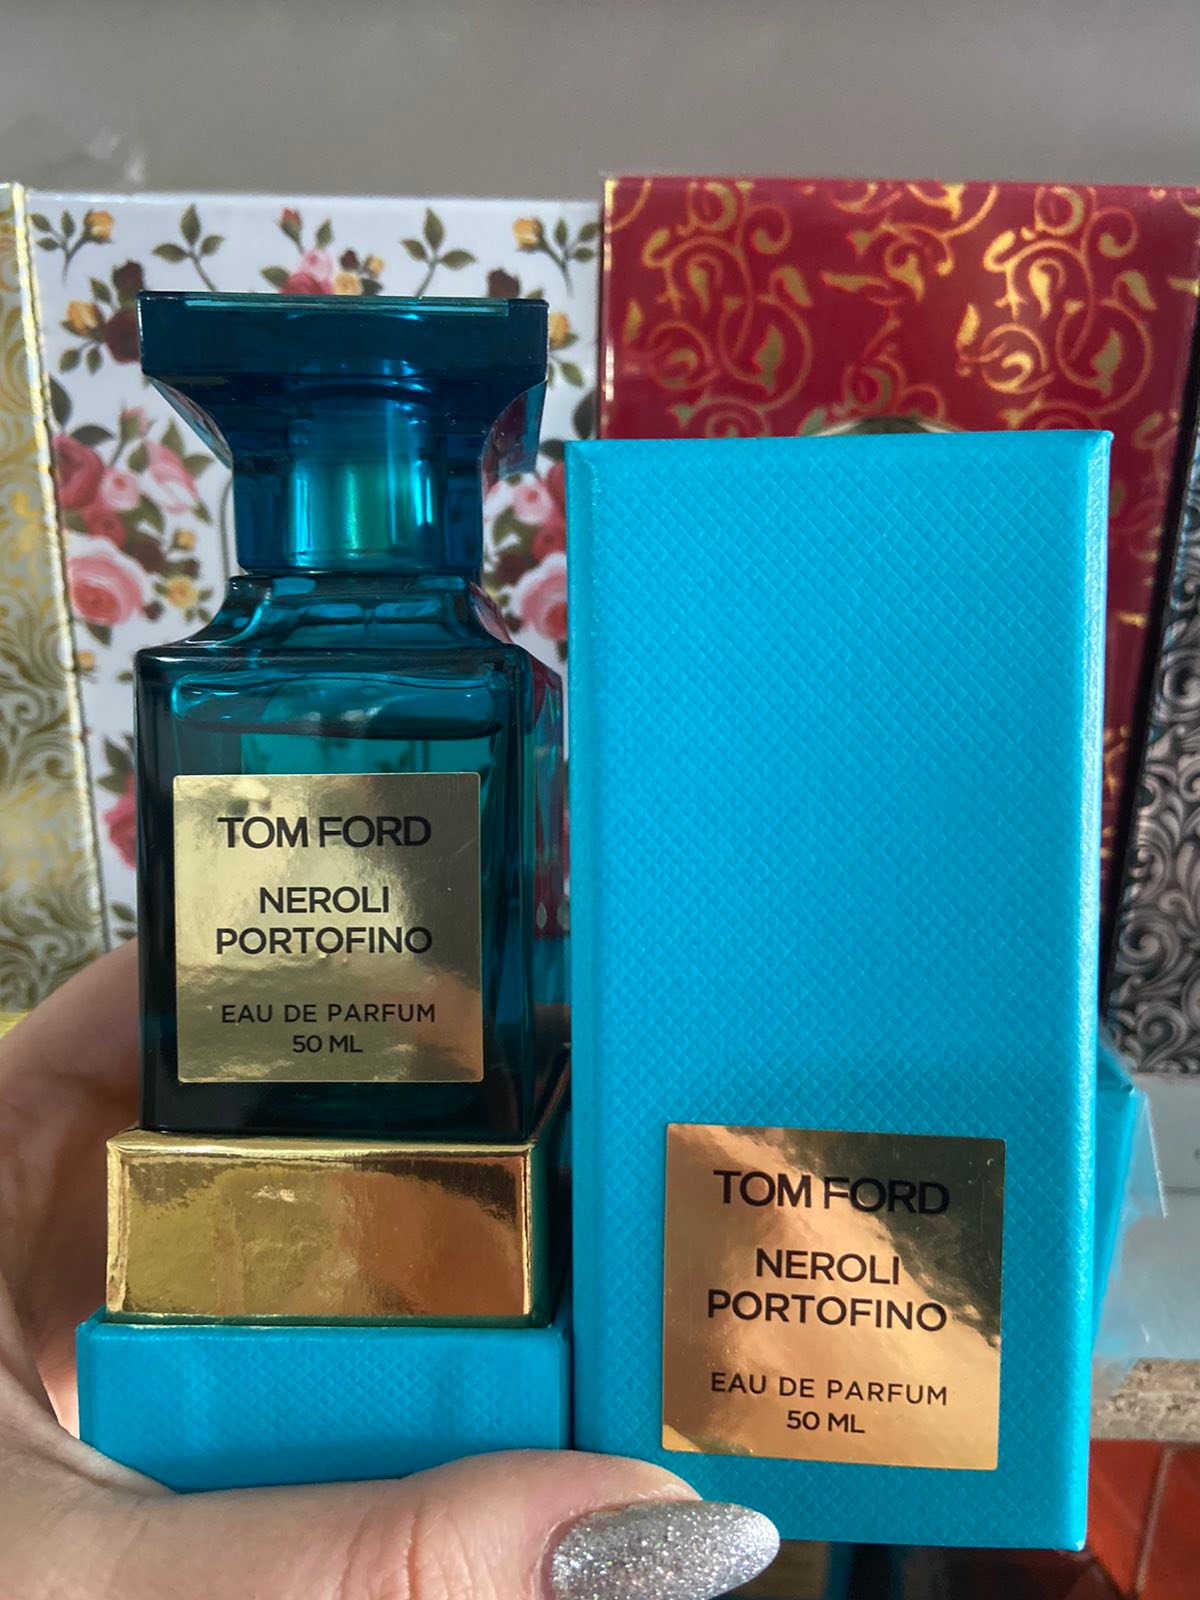 TOM FORD
NEROLI
PORTOFINO
EAU DE PARFUM
50 ML
TOM FORD
NEROLI
PORTOFINO
EAU DE PARFUM
50 ML